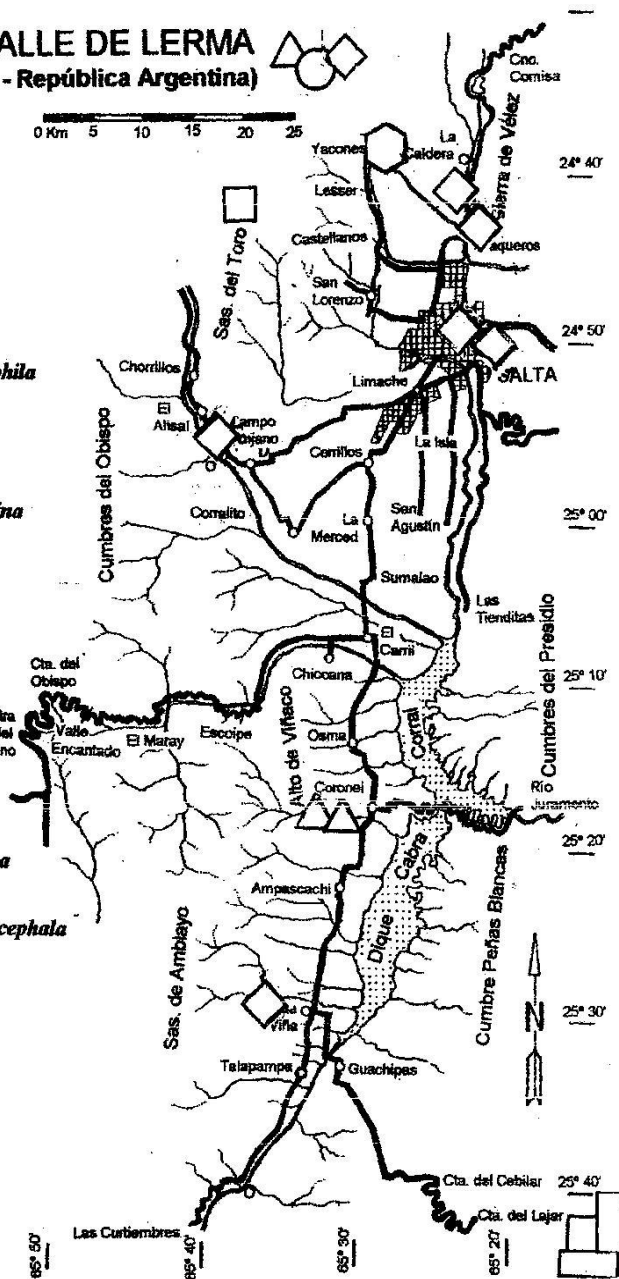 ALLE DE LERMA
- República Argentina)
0 Km 5 10 15 20 25
Cno. Cornisa
Yacones
La Caldera
24° 40'
Sierra de Vélez
Lesser
aqueros
Castellanos
Sas. del Toro
San Lorenzo
24° 50'
phila
Chorrillos
Limache
SALTA
El Alisal
Campo
La Isla
Cerrillos
Cumbres del Obispo
ina
Corralito
La Merced
San Agustín
25° 00'
Sumalao
Las Tienditas
El Carril
Cumbres del Presidio
Cta. del Obispo
Chicoana
25° 10'
Valle Encantado
El Maray
Escoipe
Alto de Viñaco
Osma
Corral
Coronel
Río Juramento
25° 20'
a
Cabra
Ampascachi
cephala
Dique
Cumbre Peñas Blancas
Sas. de Amblayo
N
25° 30'
Viña
Talapampa
Guachipas
Cta. del Cebilar
25° 40'
Cta. del Lajar
Las Curtiembres
65° 50'
65° 40'
65° 30'
65° 20'